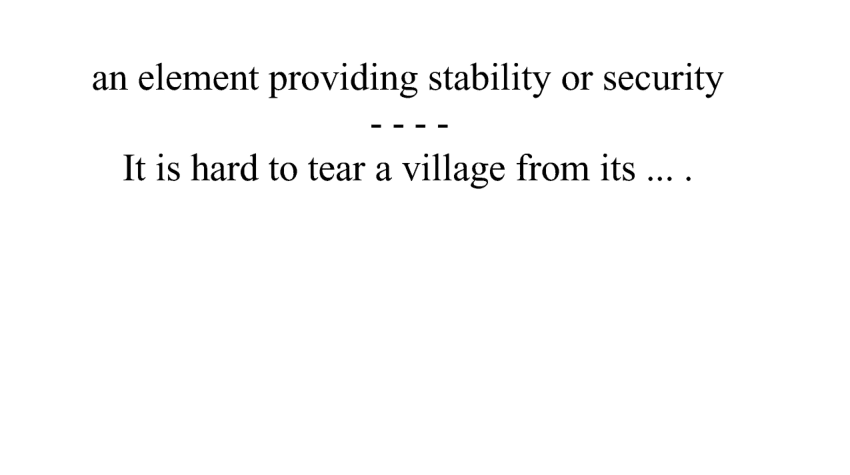 an element providing stability or security
- - - -
It is hard to tear a village from its ... .